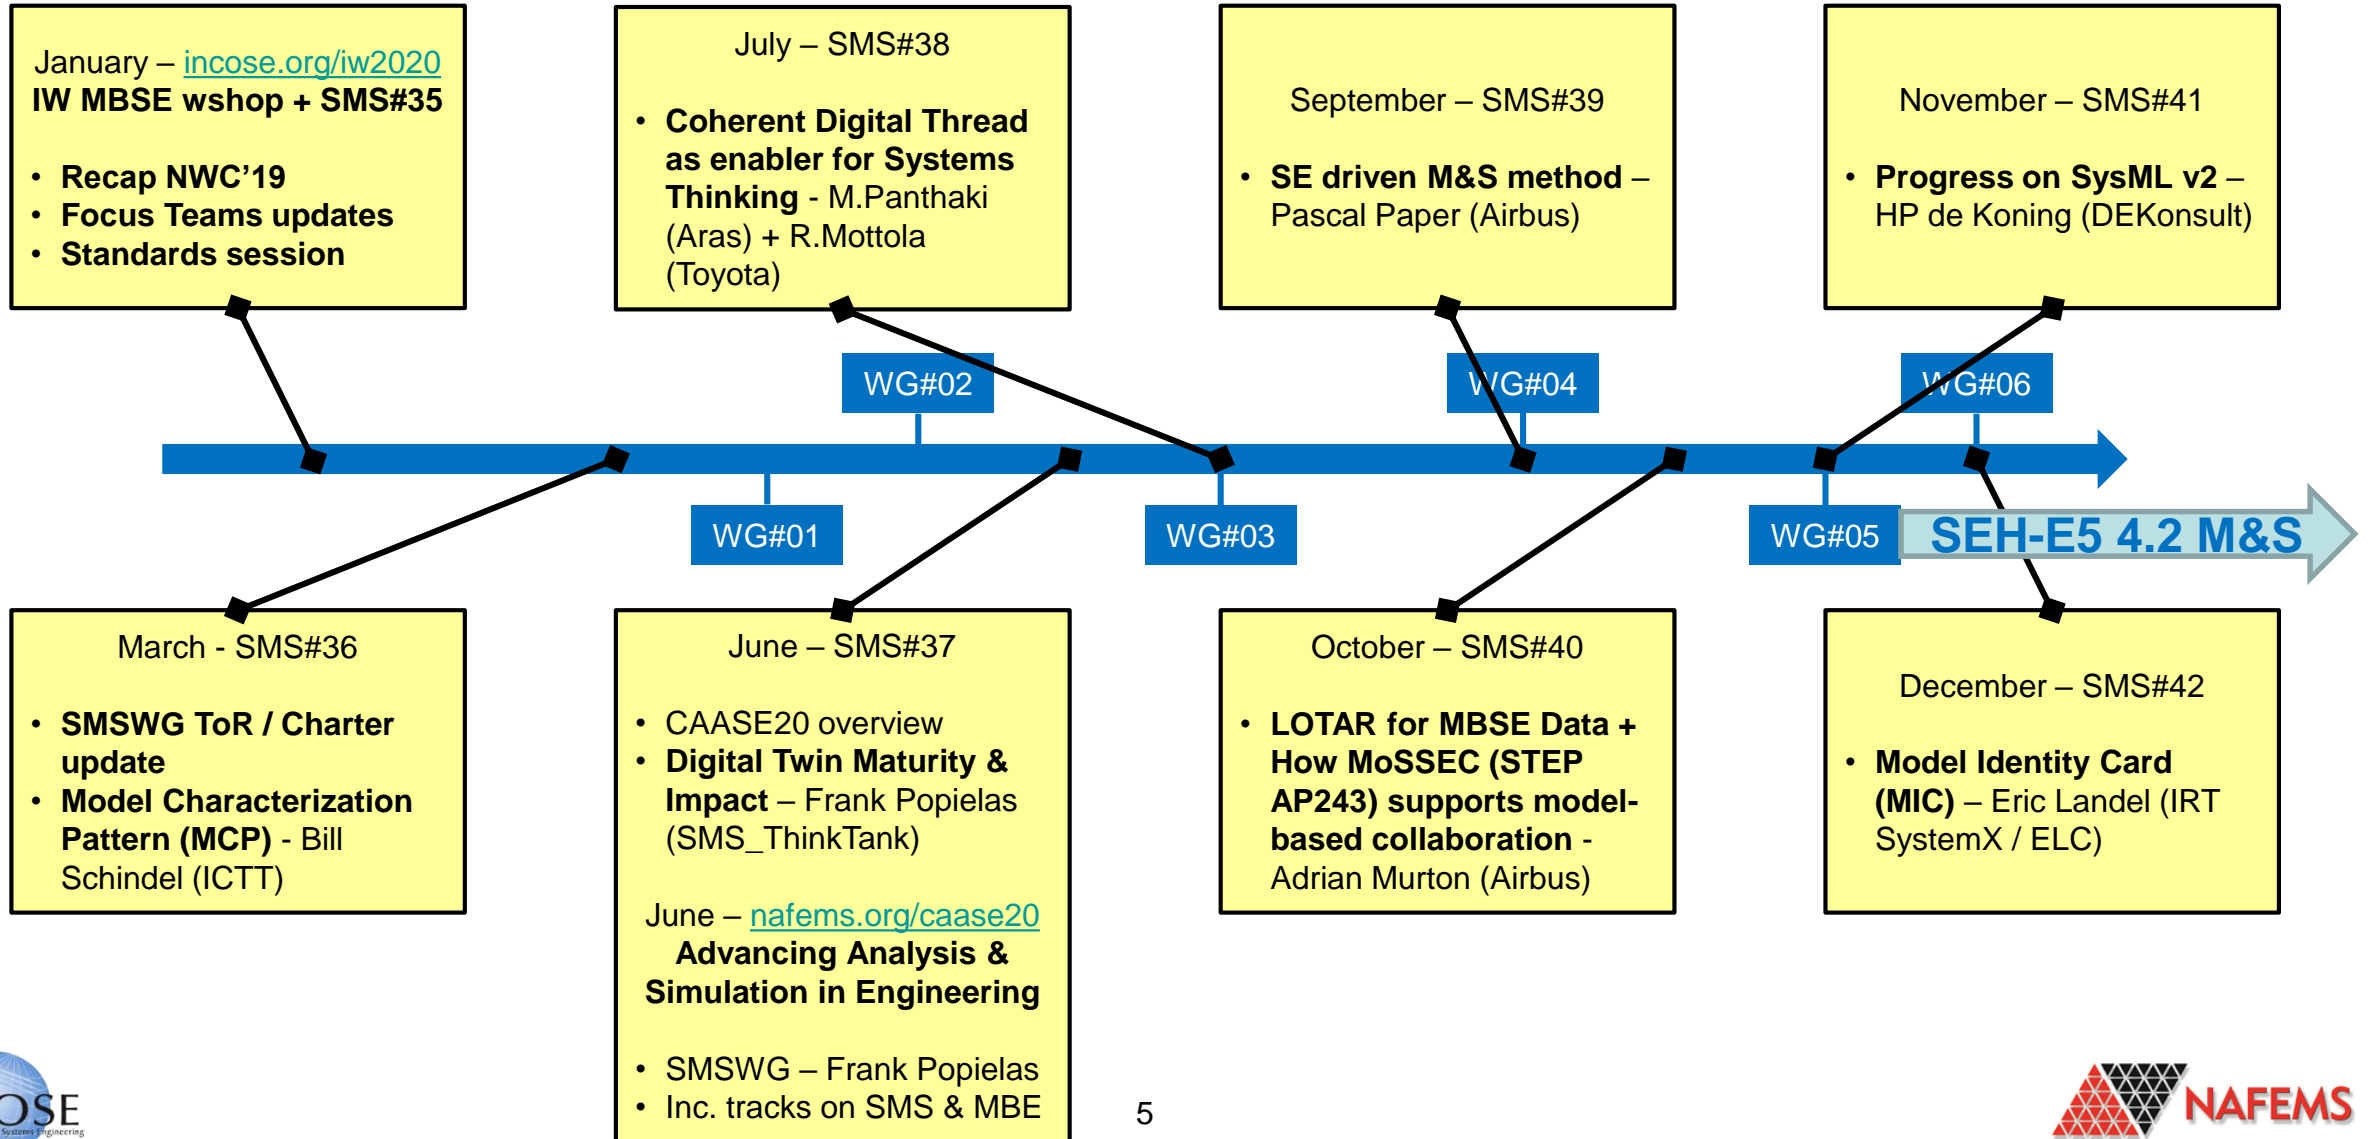 January – incose.org/iw2020
IW MBSE wshop + SMS#35
• Recap NWC’19
• Focus Teams updates
• Standards session
July – SMS#38
• Coherent Digital Thread
as enabler for Systems
Thinking - M.Panthaki
(Aras) + R.Mottola
(Toyota)
September – SMS#39
• SE driven M&S method –
Pascal Paper (Airbus)
November – SMS#41
• Progress on SysML v2 –
HP de Koning (DEKonsult)
WG#02
WG#04
WG#06
WG#01
WG#03
WG#05
SEH-E5 4.2 M&S
March - SMS#36
• SMSWG ToR / Charter
update
• Model Characterization
Pattern (MCP) - Bill
Schindel (ICTT)
June – SMS#37
• CAASE20 overview
• Digital Twin Maturity &
Impact – Frank Popielas
(SMS_ThinkTank)
June – nafems.org/caase20
Advancing Analysis &
Simulation in Engineering
• SMSWG – Frank Popielas
• Inc. tracks on SMS & MBE
October – SMS#40
• LOTAR for MBSE Data +
How MoSSEC (STEP
AP243) supports model-
based collaboration -
Adrian Murton (Airbus)
December – SMS#42
• Model Identity Card
(MIC) – Eric Landel (IRT
SystemX / ELC)
OSE
Systems Engineering
5
NAFEMS